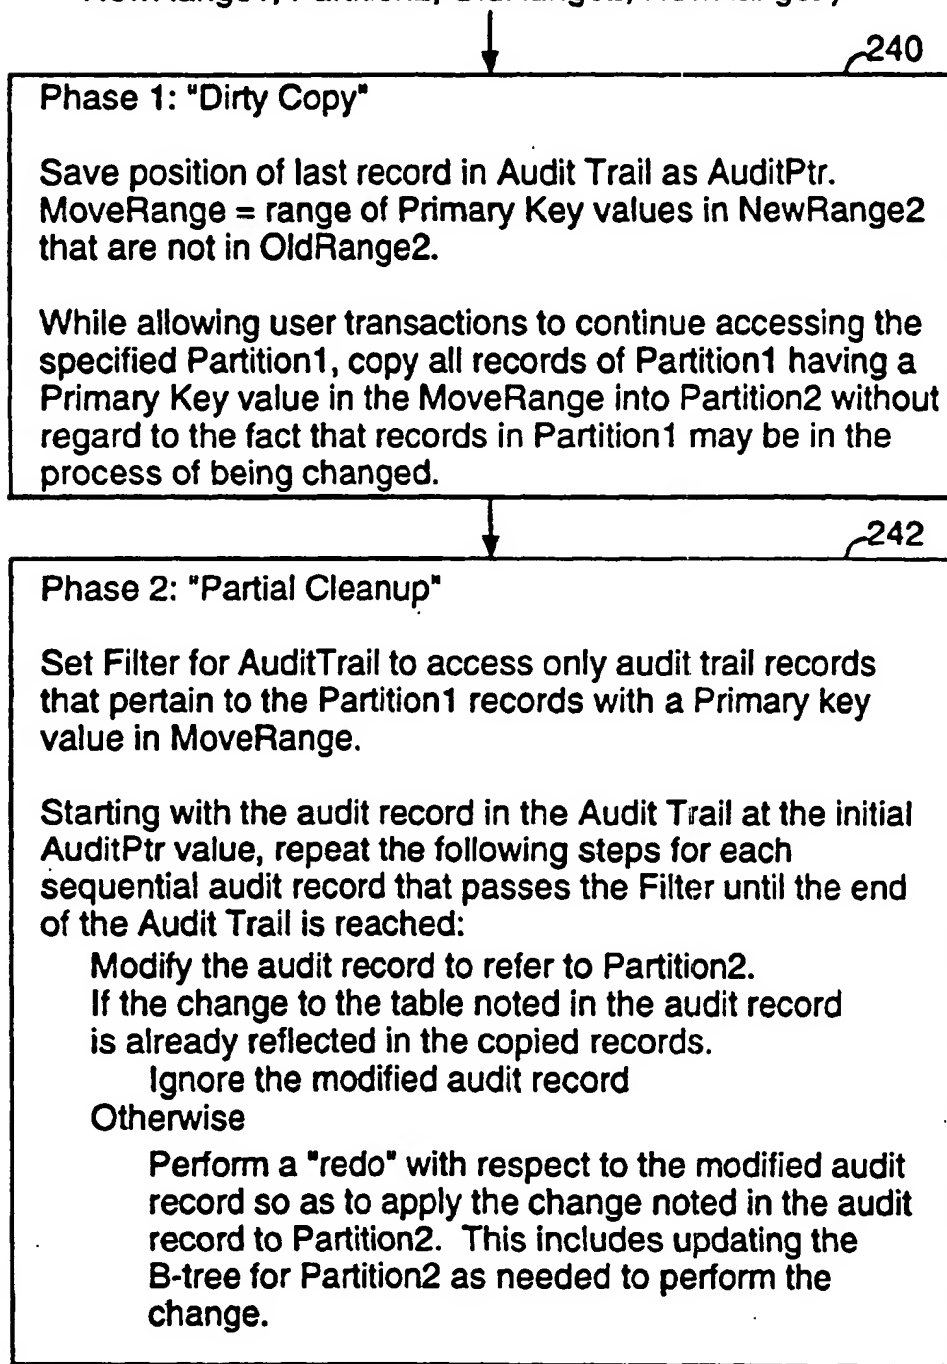 NewRange1, Partition2, OldRange2, NewRange2)
240
Phase 1: "Dirty Copy"
Save position of last record in Audit Trail as AuditPtr.
MoveRange = range of Primary Key values in NewRange2
that are not in OldRange2.
While allowing user transactions to continue accessing the
specified Partition1, copy all records of Partition1 having a
Primary Key value in the MoveRange into Partition2 without
regard to the fact that records in Partition1 may be in the
process of being changed.
242
Phase 2: "Partial Cleanup"
Set Filter for AuditTrail to access only audit trail records
that pertain to the Partition1 records with a Primary key
value in MoveRange.
Starting with the audit record in the Audit Trail at the initial
AuditPtr value, repeat the following steps for each
sequential audit record that passes the Filter until the end
of the Audit Trail is reached:
Modify the audit record to refer to Partition2.
If the change to the table noted in the audit record
is already reflected in the copied records.
Ignore the modified audit record
Otherwise
Perform a "redo" with respect to the modified audit
record so as to apply the change noted in the audit
record to Partition2. This includes updating the
B-tree for Partition2 as needed to perform the
change.